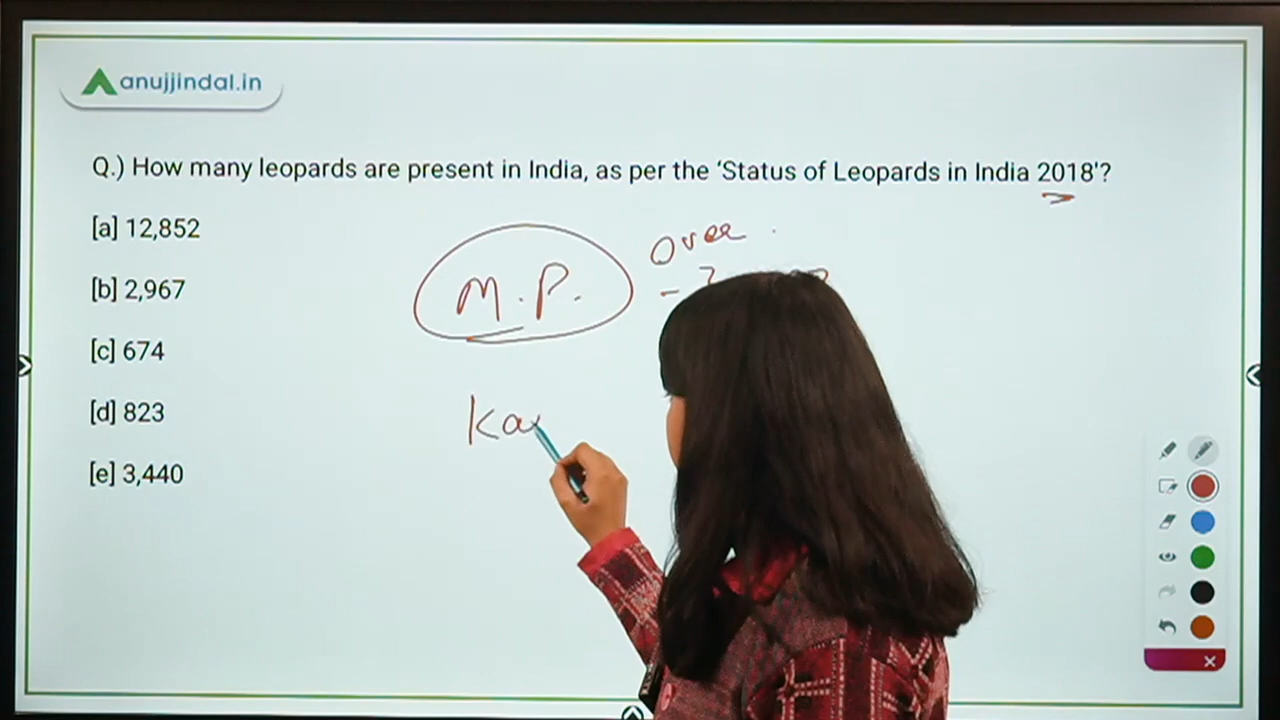 anujjindal.in
Q.) How many leopards are present in India, as per the ‘Status of Leopards in India 2018'?
[a] 12,852
[b] 2,967
[c] 674
[d] 823
[e] 3,440
Over
M.P.
Ka